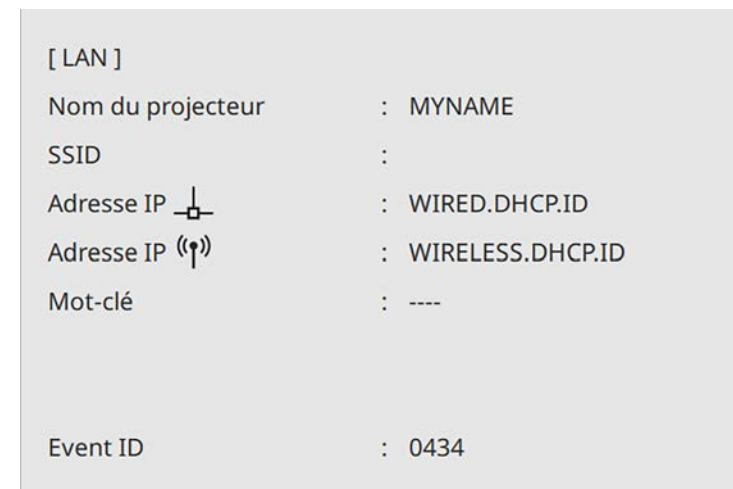 [ LAN ]
Nom du projecteur : MYNAME
SSID :
Adresse IP : WIRED.DHCP.ID
Adresse IP : WIRELESS.DHCP.ID
Mot-clé : ----
Event ID : 0434